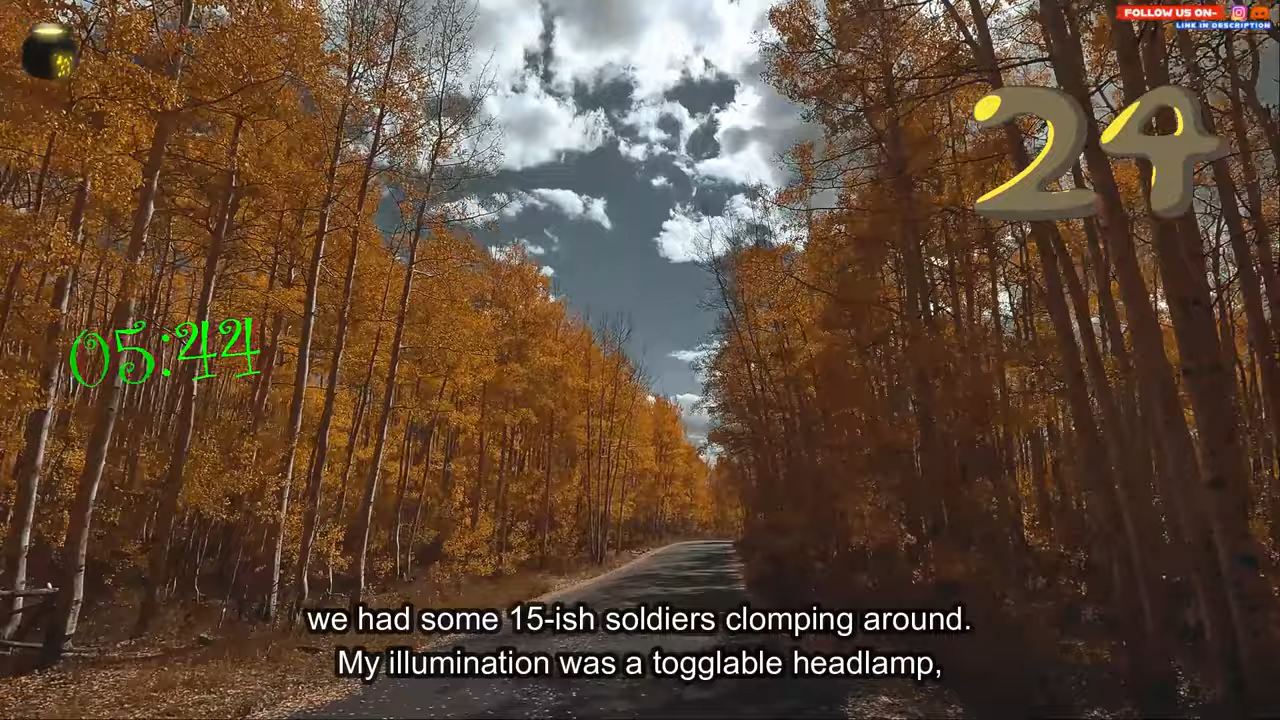 FOLLOW US ON-
LINK IN DESCRIPTION
24
05:44
we had some 15-ish soldiers clomping around.
My illumination was a togglable headlamp,